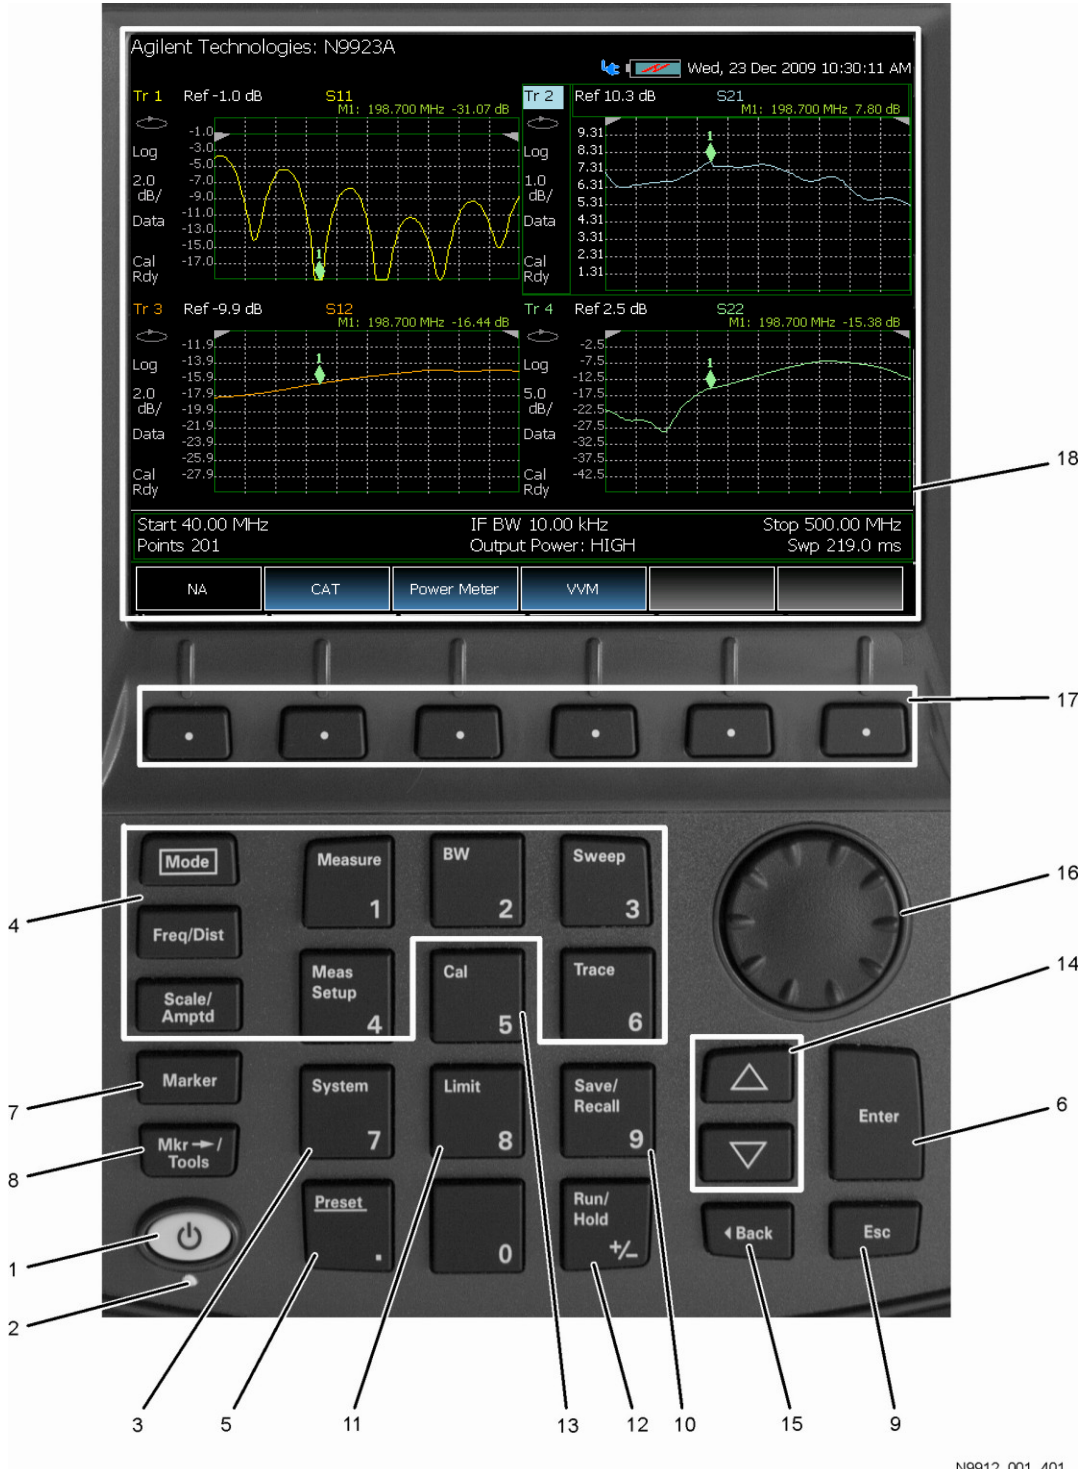 Agilent Technologies: N9923A
Wed, 23 Dec 2009 10:30:11 AM
Tr 1 Ref -1.0 dB S11
M1: 198.700 MHz -31.07 dB
-1.0
-3.0
-5.0
-7.0
-9.0
-11.0
-13.0
-15.0
-17.0
Log
2.0
dB/
Data
Cal
Rdy
1
Tr 2 Ref 10.3 dB S21
M1: 198.700 MHz 7.80 dB
9.31
8.31
7.31
6.31
5.31
4.31
3.31
2.31
1.31
Log
1.0
dB/
Data
Cal
Rdy
1
Tr 3 Ref -9.9 dB S12
M1: 198.700 MHz -16.44 dB
-11.9
-13.9
-15.9
-17.9
-19.9
-21.9
-23.9
-25.9
-27.9
Log
2.0
dB/
Data
Cal
Rdy
1
Tr 4 Ref 2.5 dB S22
M1: 198.700 MHz -15.38 dB
-2.5
-7.5
-12.5
-17.5
-22.5
-27.5
-32.5
-37.5
-42.5
Log
5.0
dB/
Data
Cal
Rdy
1
Start 40.00 MHz IF BW 10.00 kHz Stop 500.00 MHz
Points 201 Output Power: HIGH Swp 219.0 ms
NA CAT Power Meter VVM
18
17
Mode
Measure
1
BW
2
Sweep
3
16
4
Freq/Dist
Meas
Setup
4
Cal
5
Trace
6
14
Scale/
Amptd
Marker
System
7
Limit
8
Save/
Recall
9
Enter
6
7
Mkr→/
Tools
8
Preset
.
0
Run/
Hold
+/-
Back
Esc
1
2
3
5
11
13
12
10
15
9
N9912_001_401